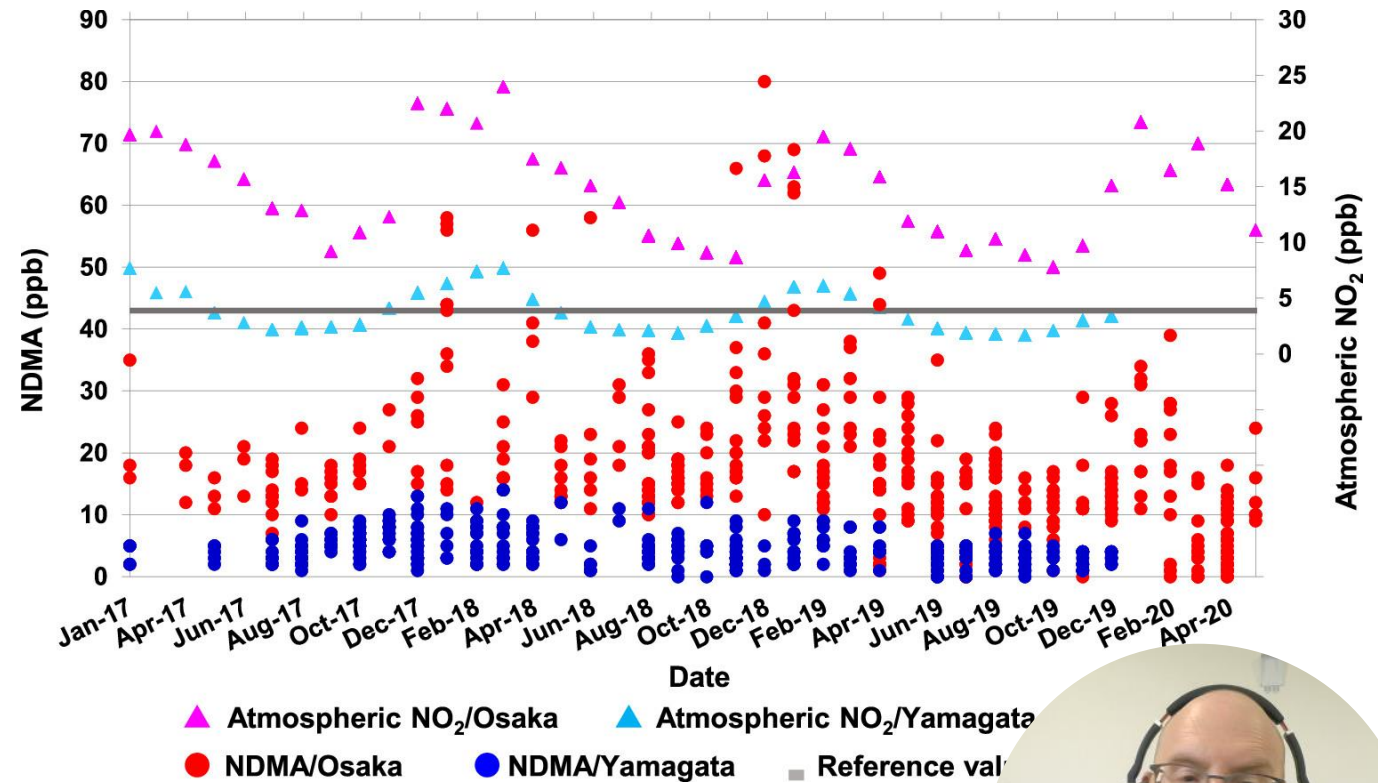 90
80
70
60
50
40
30
20
10
0
NDMA (ppb)
30
25
20
15
10
5
0
Atmospheric NO₂ (ppb)
Jan-17 Apr-17 Jun-17 Aug-17 Oct-17 Dec-17 Feb-18 Apr-18 Jun-18 Aug-18 Oct-18 Dec-18 Feb-19 Apr-19 Jun-19 Aug-19 Oct-19 Dec-19 Feb-20 Apr-20
Date
Atmospheric NO₂/Osaka Atmospheric NO₂/Yamagata
NDMA/Osaka NDMA/Yamagata Reference